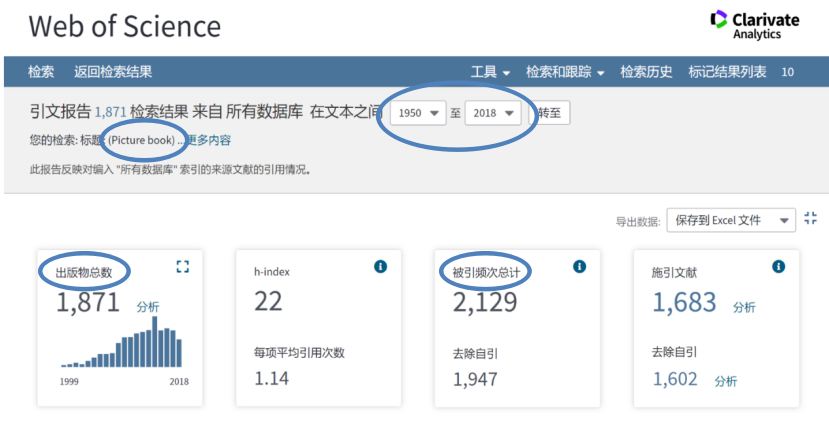 Web of Science
Clarivate
Analytics
检索 返回检索结果 工具 检索和跟踪 检索历史 标记结果列表 10
引文报告 1,871 检索结果 来自 所有数据库 在文本之间 1950 至 2018 转至
您的检索: 标题: (Picture book) ...更多内容
此报告反映对编入 "所有数据库" 索引的来源文献的引用情况。
导出数据: 保存到 Excel 文件
出版物总数
1,871 分析
1999 2018
h-index
22
每项平均引用次数
1.14
被引频次总计
2,129
去除自引
1,947
施引文献
1,683 分析
去除自引
1,602 分析